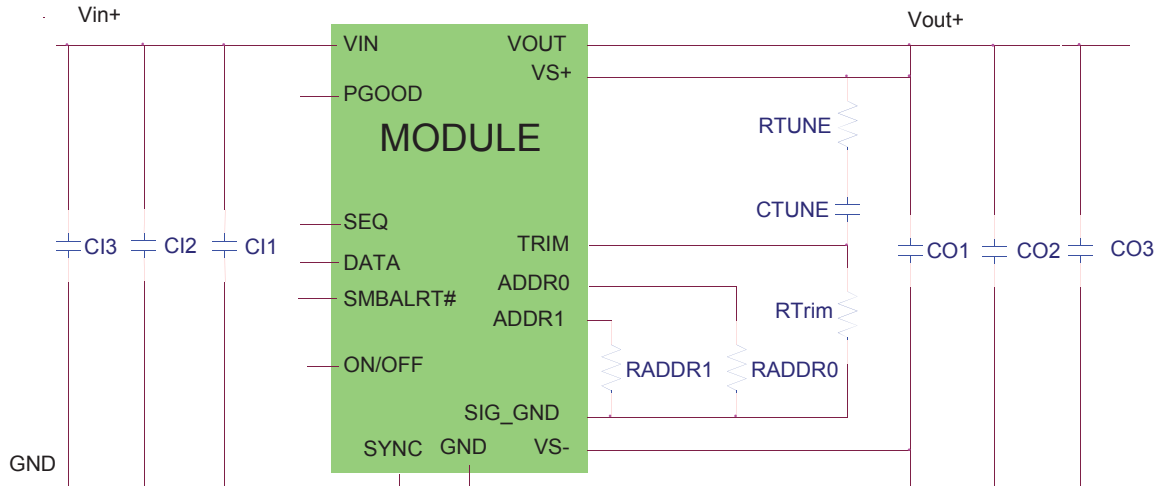 Vin+
Vout+
VIN
VOUT
VS+
PGOOD
RTUNE
MODULE
CTUNE
SEQ
TRIM
CI3
CI2
CI1
CO1
CO2
CO3
DATA
ADDR0
SMBALRT#
RTrim
ADDR1
ON/OFF
RADDR1
RADDR0
SIG_GND
SYNC
GND
VS-
GND